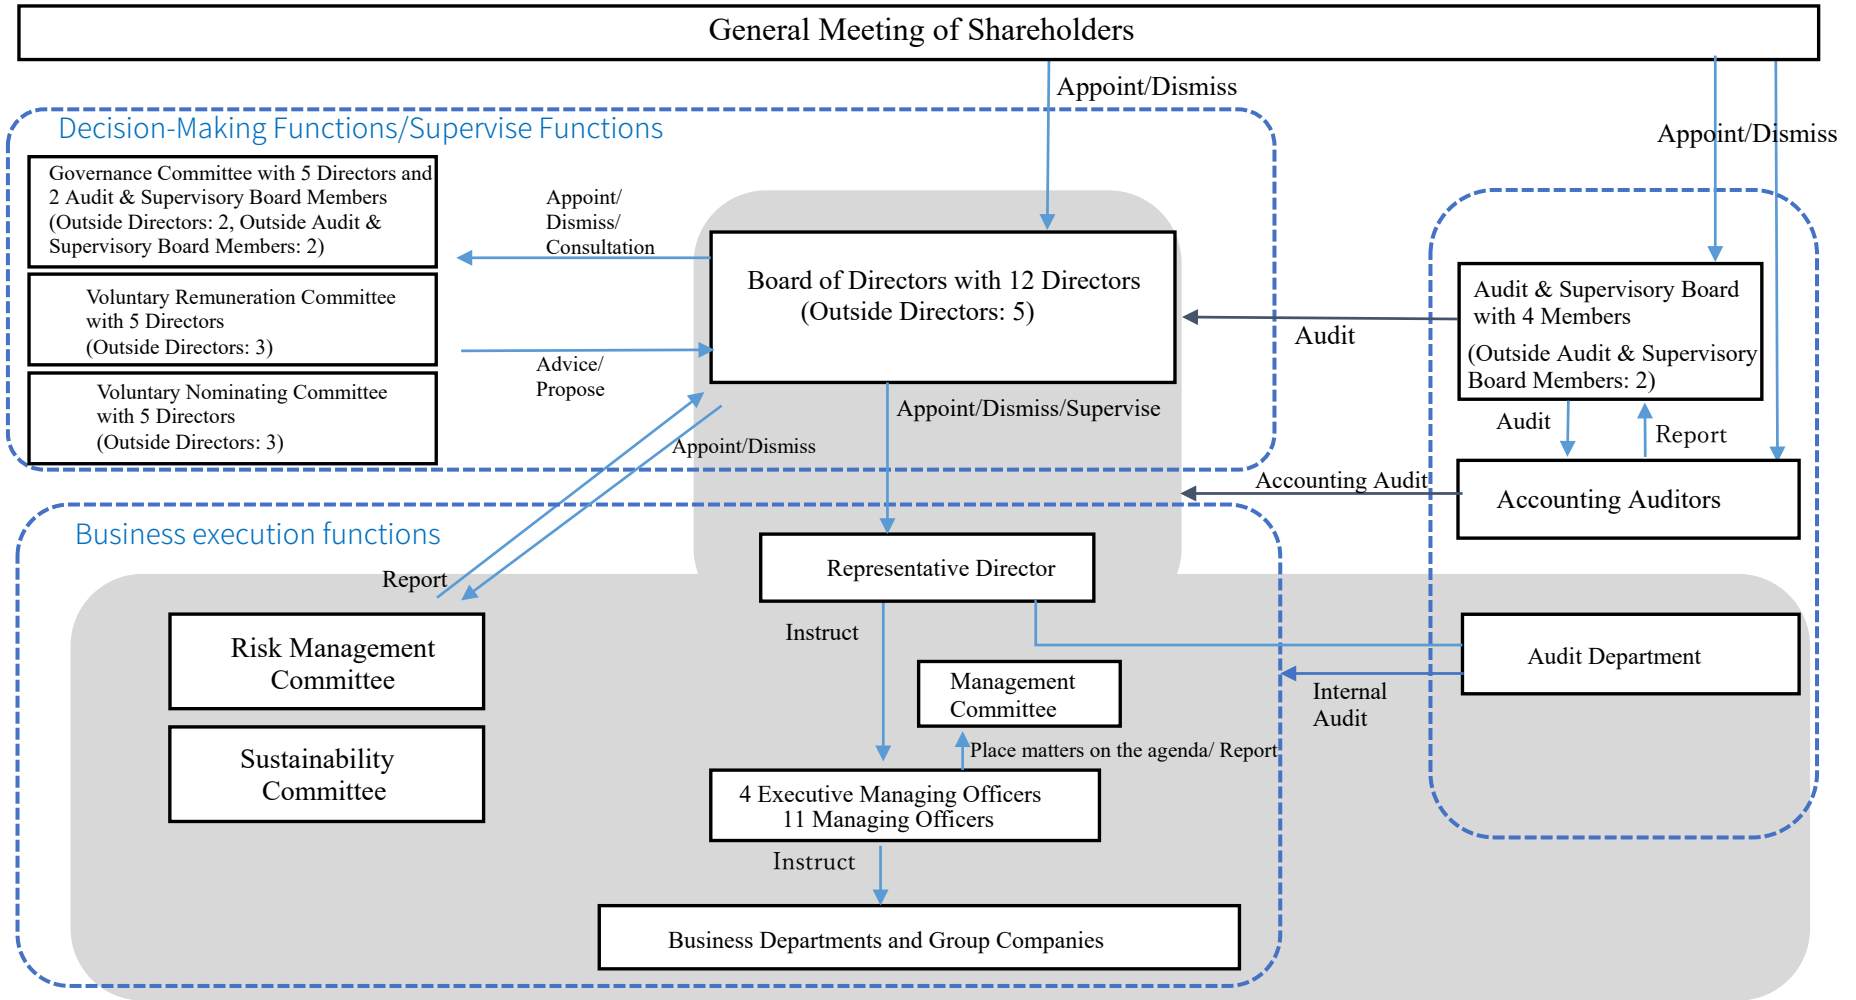 General Meeting of Shareholders
Appoint/Dismiss
Appoint/Dismiss
Decision-Making Functions/Supervise Functions
Governance Committee with 5 Directors and
2 Audit & Supervisory Board Members
(Outside Directors: 2, Outside Audit &
Supervisory Board Members: 2)
Appoint/
Dismiss/
Consultation
Voluntary Remuneration Committee
with 5 Directors
(Outside Directors: 3)
Advice/
Propose
Voluntary Nominating Committee
with 5 Directors
(Outside Directors: 3)
Board of Directors with 12 Directors
(Outside Directors: 5)
Audit
Audit & Supervisory Board
with 4 Members
(Outside Audit & Supervisory
Board Members: 2)
Appoint/Dismiss/Supervise
Appoint/Dismiss
Audit
Report
Accounting Audit
Accounting Auditors
Business execution functions
Report
Representative Director
Risk Management
Committee
Instruct
Audit Department
Management
Committee
Internal
Audit
Sustainability
Committee
Place matters on the agenda/ Report
4 Executive Managing Officers
11 Managing Officers
Instruct
Business Departments and Group Companies